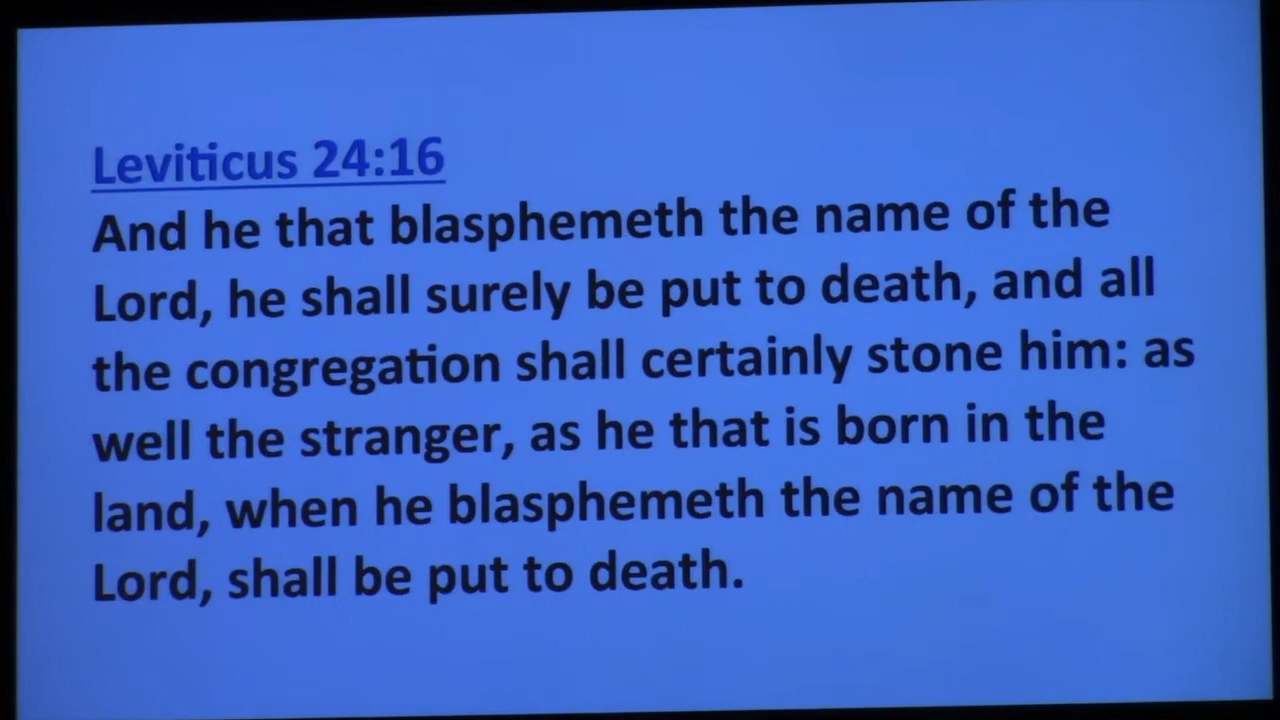 Leviticus 24:16
And he that blasphemeth the name of the
Lord, he shall surely be put to death, and all
the congregation shall certainly stone him: as
well the stranger, as he that is born in the
land, when he blasphemeth the name of the
Lord, shall be put to death.